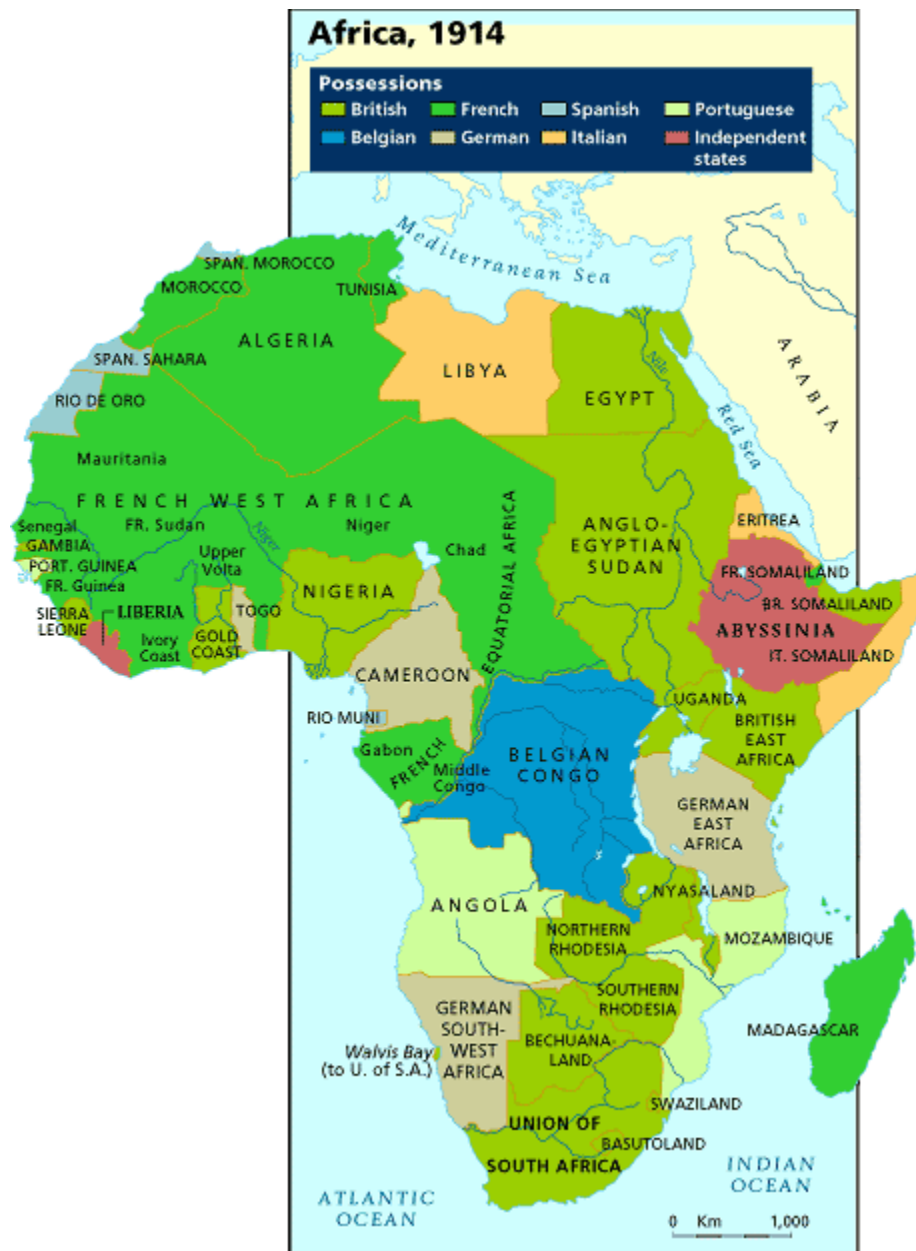 Africa, 1914
Possessions
British
French
Spanish
Portuguese
Belgian
German
Italian
Independent
states
Mediterranean Sea
SPAN. MOROCCO
MOROCCO
TUNISIA
ALGERIA
SPAN. SAHARA
LIBYA
ARABIA
RIO DE ORO
EGYPT
Nile
Red Sea
Mauritania
FRENCH WEST AFRICA
Senegal
FR. Sudan
Niger
Niger
EQUATORIAL AFRICA
ERITREA
GAMBIA
Chad
ANGLO-
EGYPTIAN
SUDAN
PORT. GUINEA
Upper
Volta
FR. Guinea
NIGERIA
FR. SOMALILAND
SIERRA
LEONE
LIBERIA
TOGO
BR. SOMALILAND
Ivory
Coast
GOLD
COAST
ABYSSINIA
IT. SOMALILAND
CAMEROON
UGANDA
RIO MUNI
BRITISH
EAST
AFRICA
Gabon
FRENCH
Middle
Congo
BELGIAN
CONGO
GERMAN
EAST
AFRICA
NYASALAND
ANGOLA
NORTHERN
RHODESIA
MOZAMBIQUE
SOUTHERN
RHODESIA
GERMAN
SOUTH-
WEST
AFRICA
MADAGASCAR
BECHUANA-
LAND
Walvis Bay
(to U. of S.A.)
SWAZILAND
UNION OF
SOUTH AFRICA
BASUTOLAND
INDIAN
OCEAN
ATLANTIC
OCEAN
0 Km 1,000